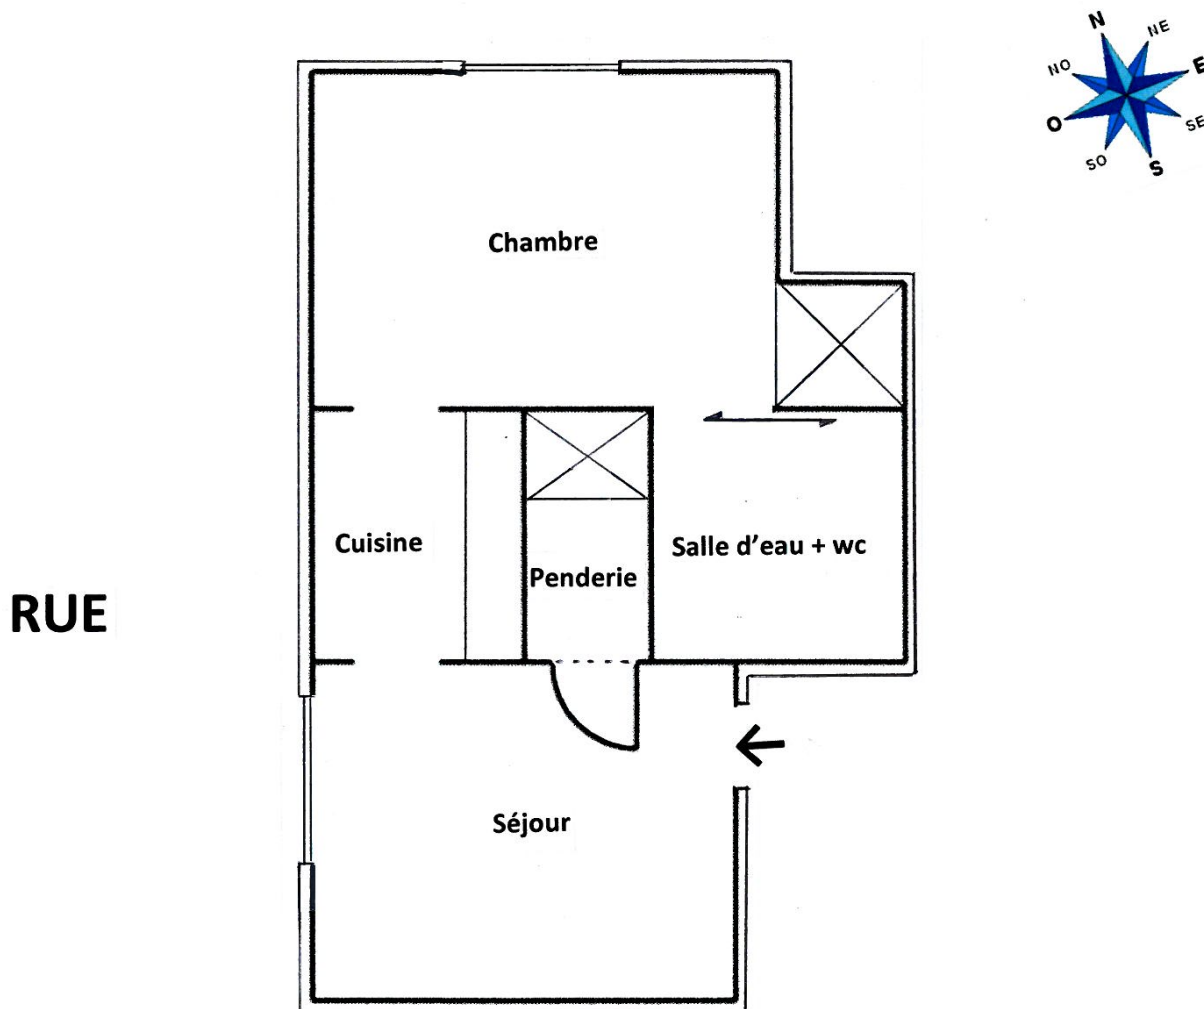 N
NE
NO
E
O
SE
SO
S
Chambre
Cuisine
Salle d'eau + wc
Penderie
RUE
Séjour